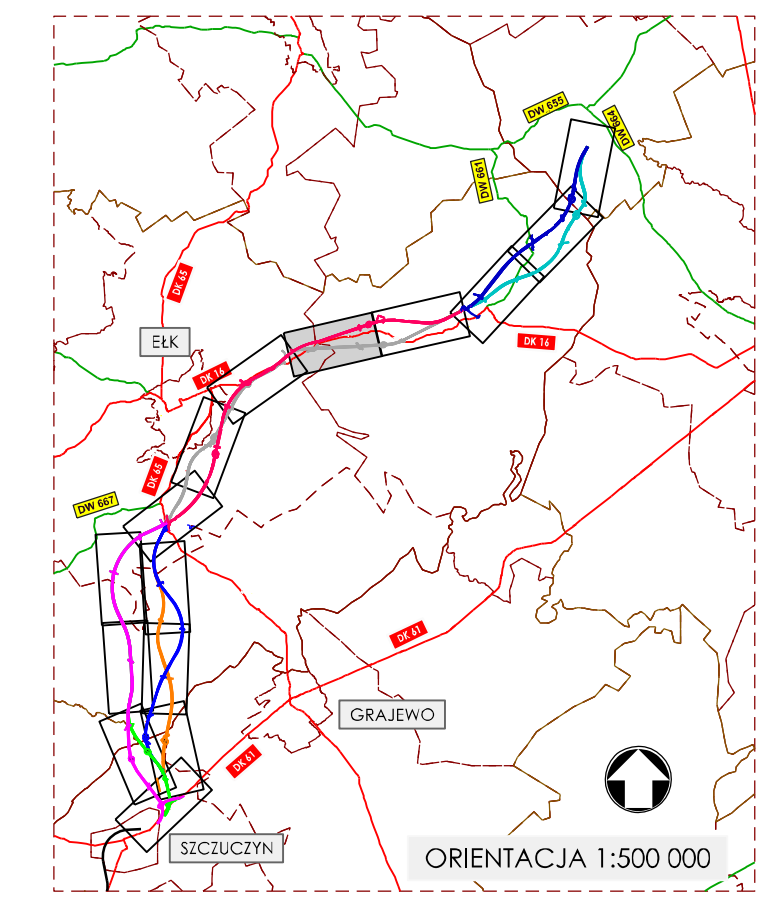 DW 655
DW 664
DW 661
DK 65
EŁK
DK 16
DK 16
DK 65
DW 667
DK 61
GRAJEWO
DK 61
SZCZUCZYN
ORIENTACJA 1:500 000